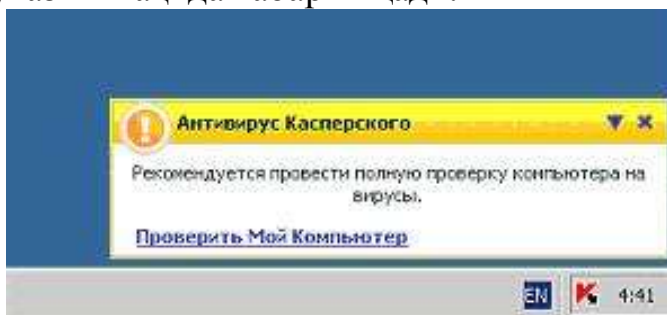 Антивирус Касперского
Рекомендуется провести полную проверку компьютера на
вирусы.
Проверить Мой Компьютер
EN
4:41